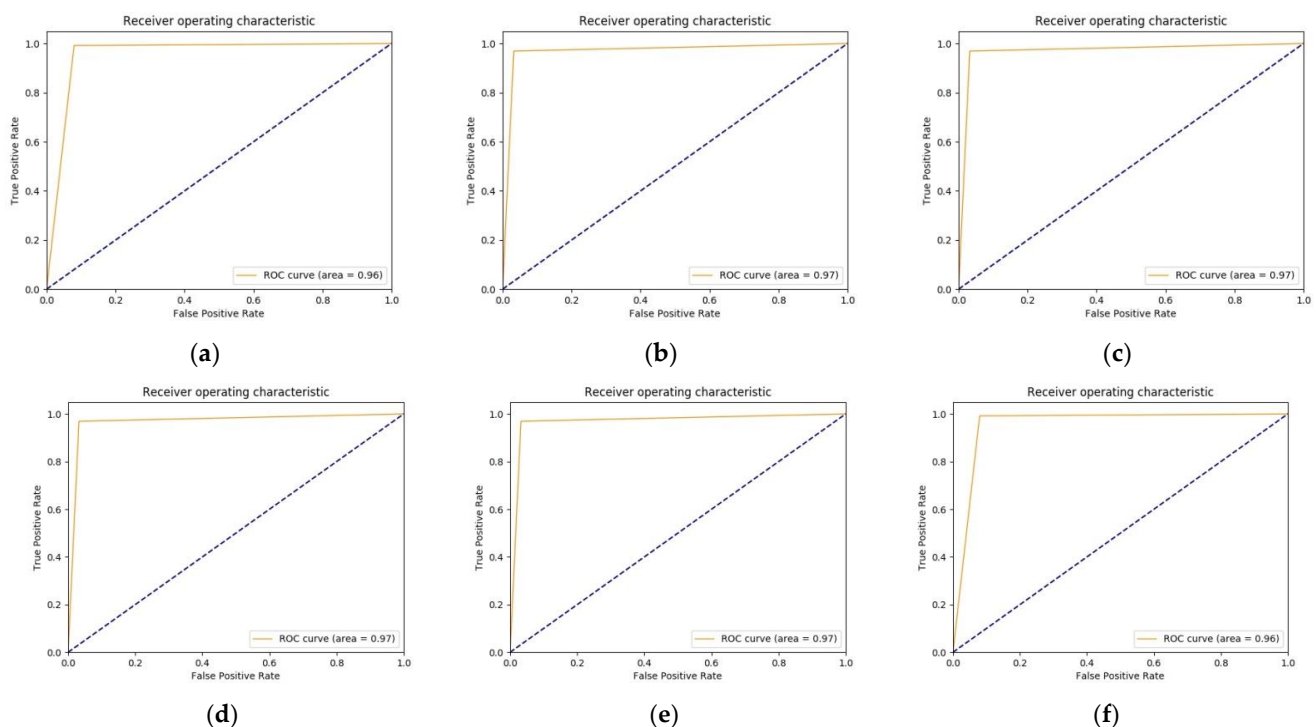 Receiver operating characteristic
1.0
0.8
0.6
0.4
0.2
0.0
True Positive Rate
ROC curve (area = 0.96)
0.0 0.2 0.4 0.6 0.8 1.0
False Positive Rate
(a)
Receiver operating characteristic
1.0
0.8
0.6
0.4
0.2
0.0
True Positive Rate
ROC curve (area = 0.97)
0.0 0.2 0.4 0.6 0.8 1.0
False Positive Rate
(b)
Receiver operating characteristic
1.0
0.8
0.6
0.4
0.2
0.0
True Positive Rate
ROC curve (area = 0.97)
0.0 0.2 0.4 0.6 0.8 1.0
False Positive Rate
(c)
Receiver operating characteristic
1.0
0.8
0.6
0.4
0.2
0.0
True Positive Rate
ROC curve (area = 0.97)
0.0 0.2 0.4 0.6 0.8 1.0
False Positive Rate
(d)
Receiver operating characteristic
1.0
0.8
0.6
0.4
0.2
0.0
True Positive Rate
ROC curve (area = 0.97)
0.0 0.2 0.4 0.6 0.8 1.0
False Positive Rate
(e)
Receiver operating characteristic
1.0
0.8
0.6
0.4
0.2
0.0
True Positive Rate
ROC curve (area = 0.96)
0.0 0.2 0.4 0.6 0.8 1.0
False Positive Rate
(f)